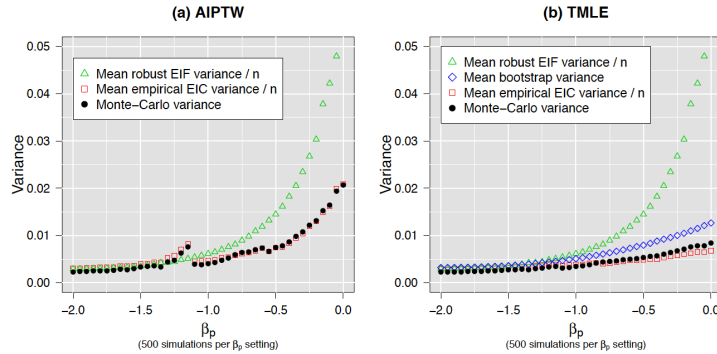 (a) AIPTW
0.05
0.04
0.03
0.02
0.01
0.00
Variance
Mean robust EIF variance / n
Mean empirical EIC variance / n
Monte-Carlo variance
-2.0
-1.5
-1.0
-0.5
0.0
βp
(500 simulations per βp setting)
(b) TMLE
0.05
0.04
0.03
0.02
0.01
0.00
Variance
Mean robust EIF variance / n
Mean bootstrap variance
Mean empirical EIC variance / n
Monte-Carlo variance
-2.0
-1.5
-1.0
-0.5
0.0
βp
(500 simulations per βp setting)